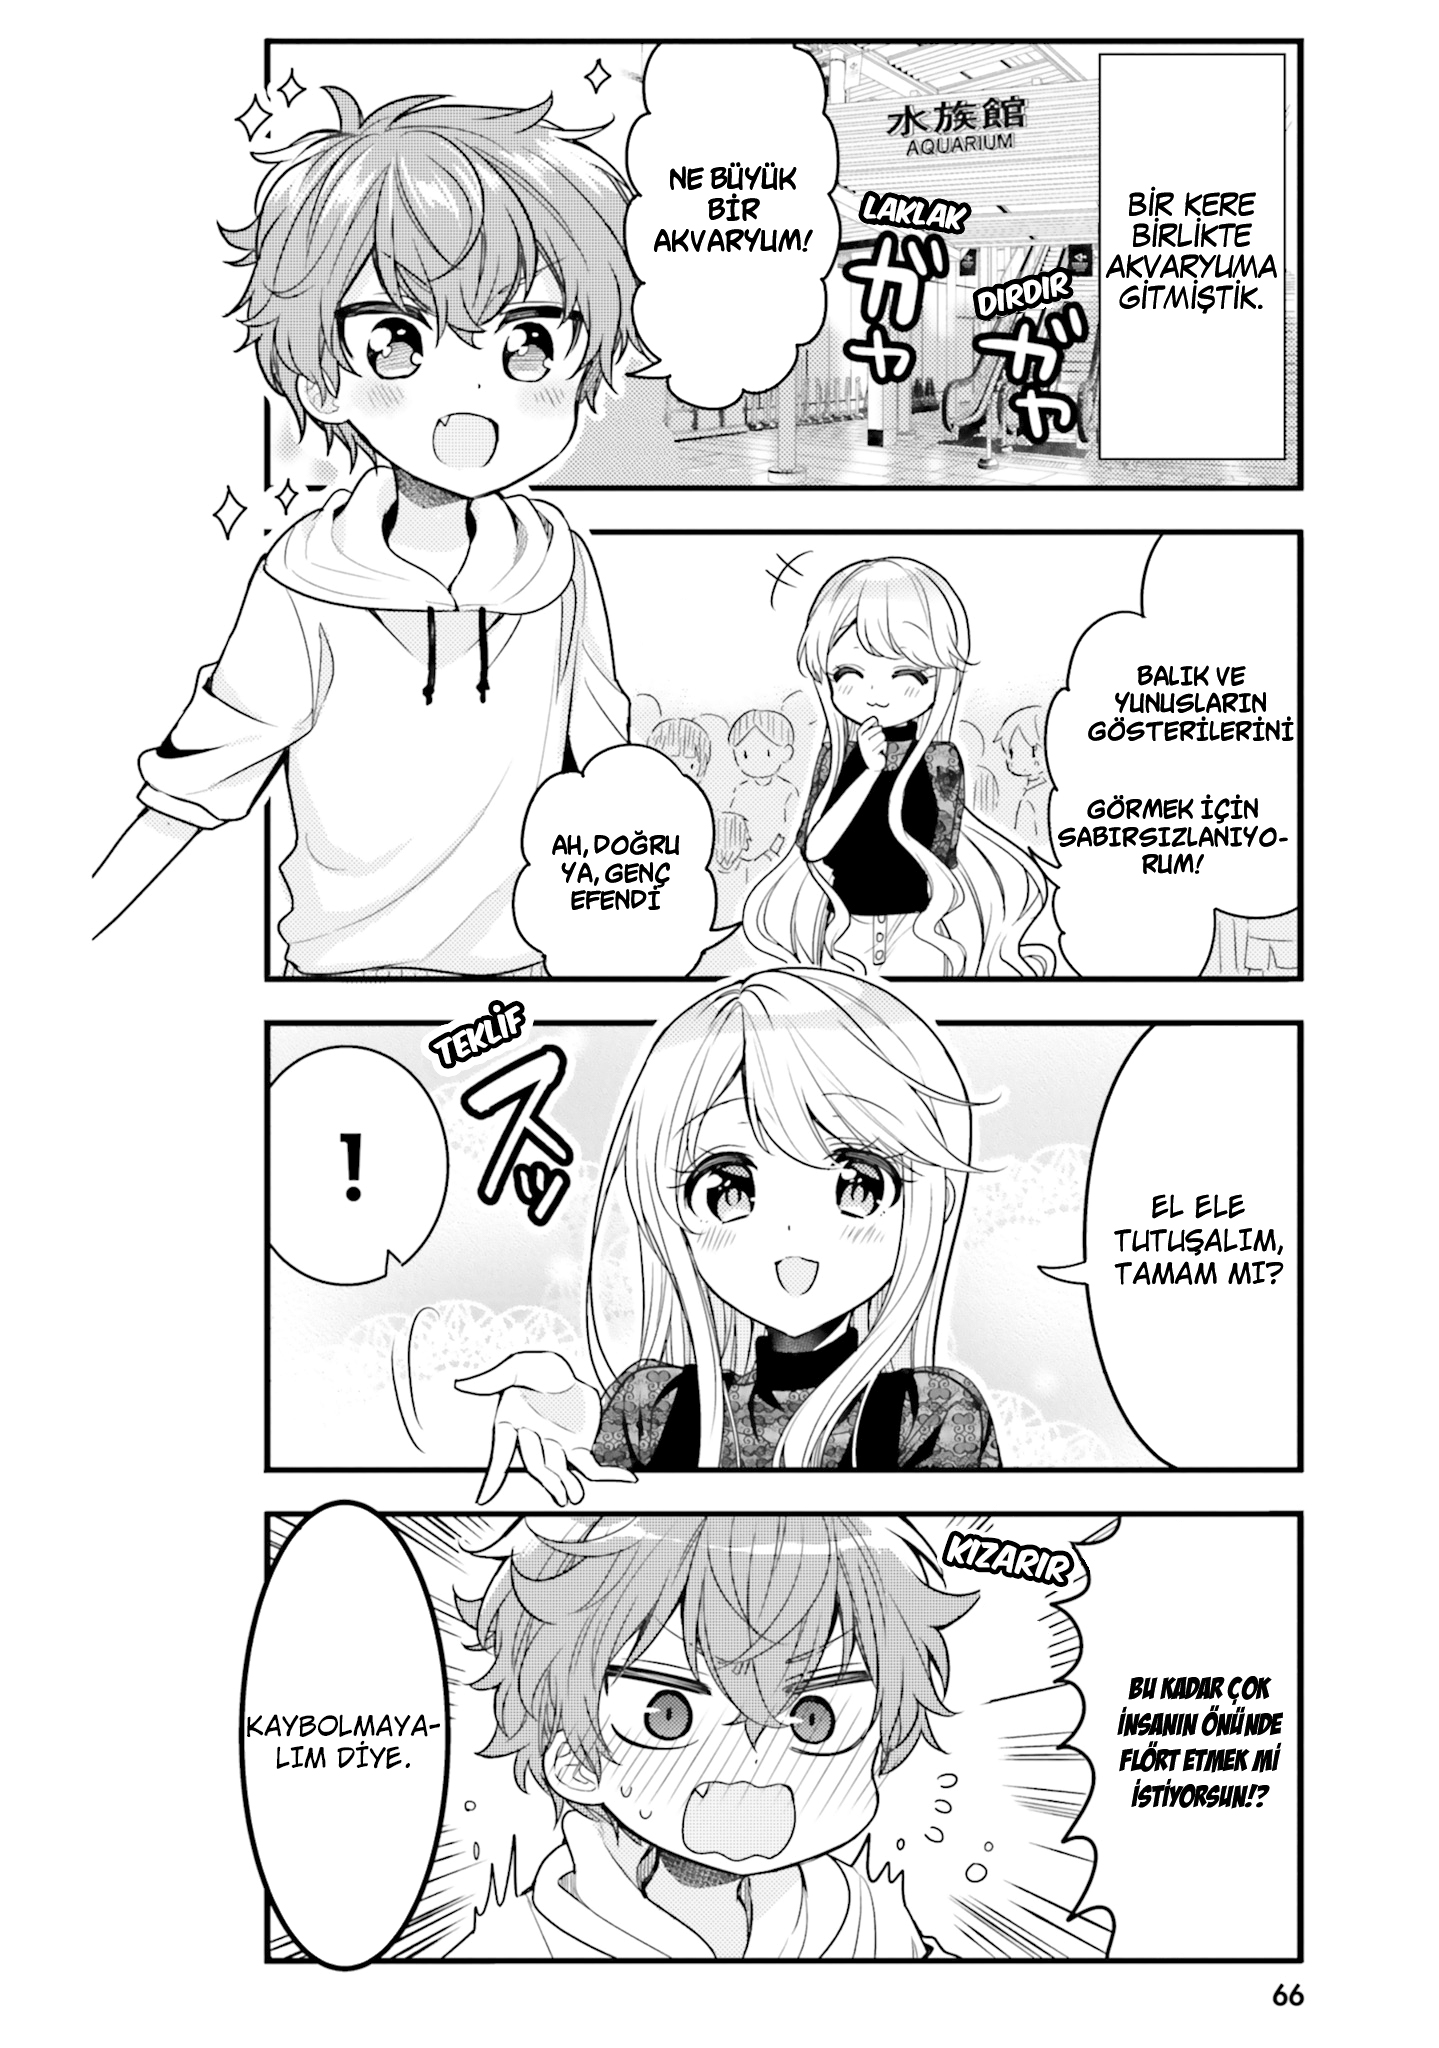 BİR KERE
BİRLİKTE
AKVARYUMA
GİTMİŞTİK.
水族館
AQUARIUM
LAKLAK
ガヤ
DIRDIR
ガヤ
NE BÜYÜK
BİR
AKVARYUM!
BALIK VE
YUNUSLARIN
GÖSTERİLERİNİ
GÖRMEK İÇİN
SABIRSIZLANIYO-
RUM!
AH, DOĞRU
YA, GENÇ
EFENDİ
EL ELE
TUTUŞALIM,
TAMAM MI?
TEKLİF
スッ
!
KIZARIR
BU KADAR ÇOK
İNSANIN ÖNÜNDE
FLÖRT ETMEK Mİ
İSTİYORSUN!?
KAYBOLMAYA-
LIM DİYE.
66